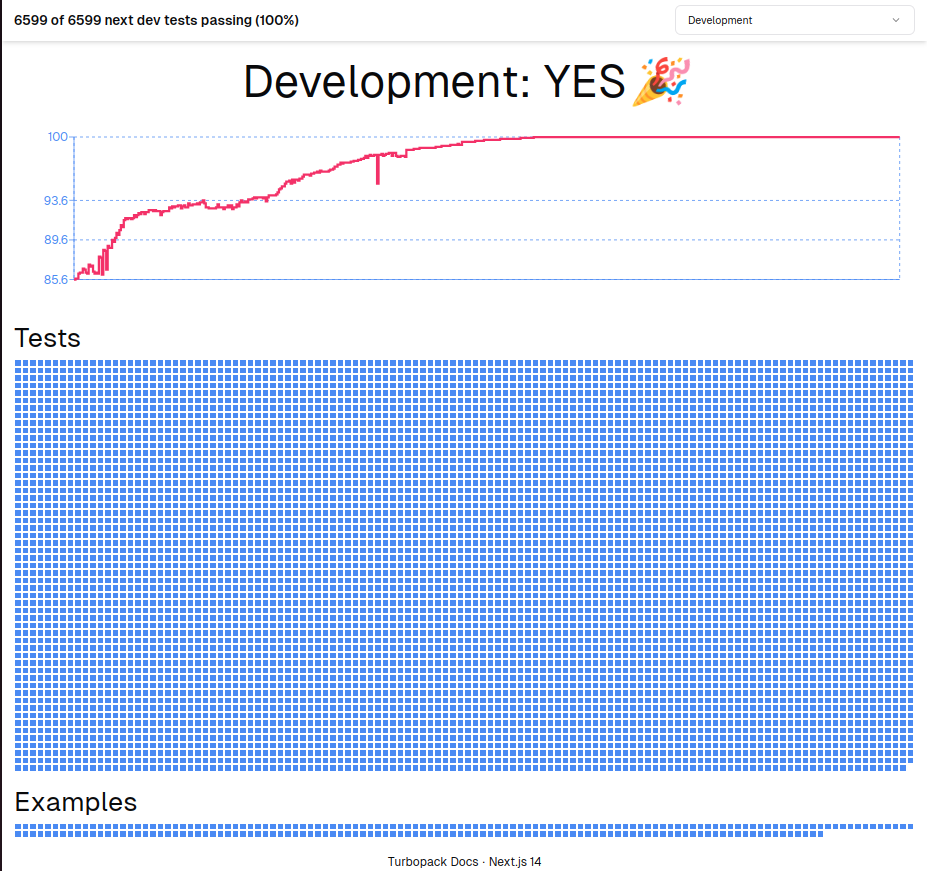 6599 of 6599 next dev tests passing (100%)
Development
Development: YES🎉
100
93.6
89.6
85.6
Tests
Examples
Turbopack Docs · Next.js 14